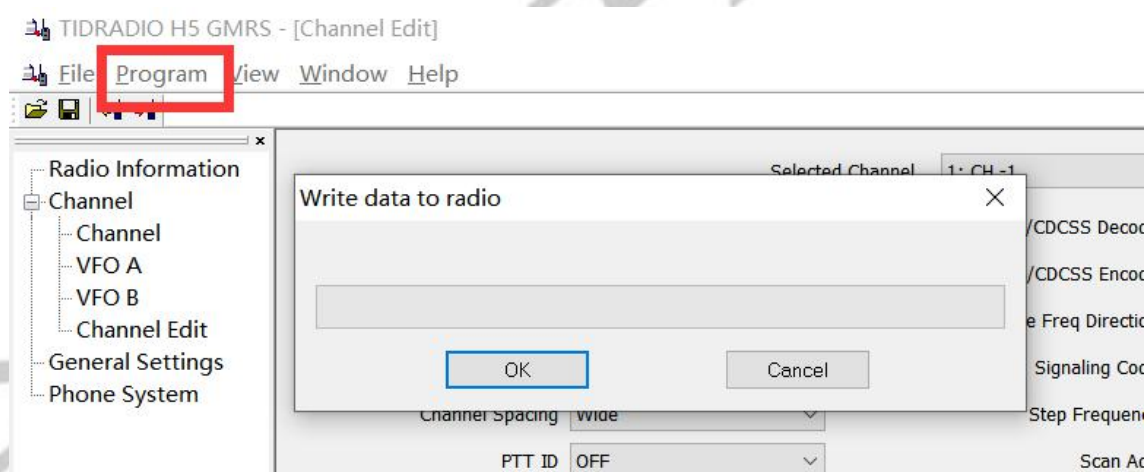 TIDRADIO H5 GMRS - [Channel Edit]
File Program View Window Help
Radio Information
Channel
Channel
VFO A
VFO B
Channel Edit
General Settings
Phone System
Selected Channel 1: CH -1
Write data to radio
OK Cancel
/CDCSS Decod
/CDCSS Encod
e Freq Directio
Signaling Cod
Channel Spacing Wide
Step Frequen
PTT ID OFF
Scan Ad